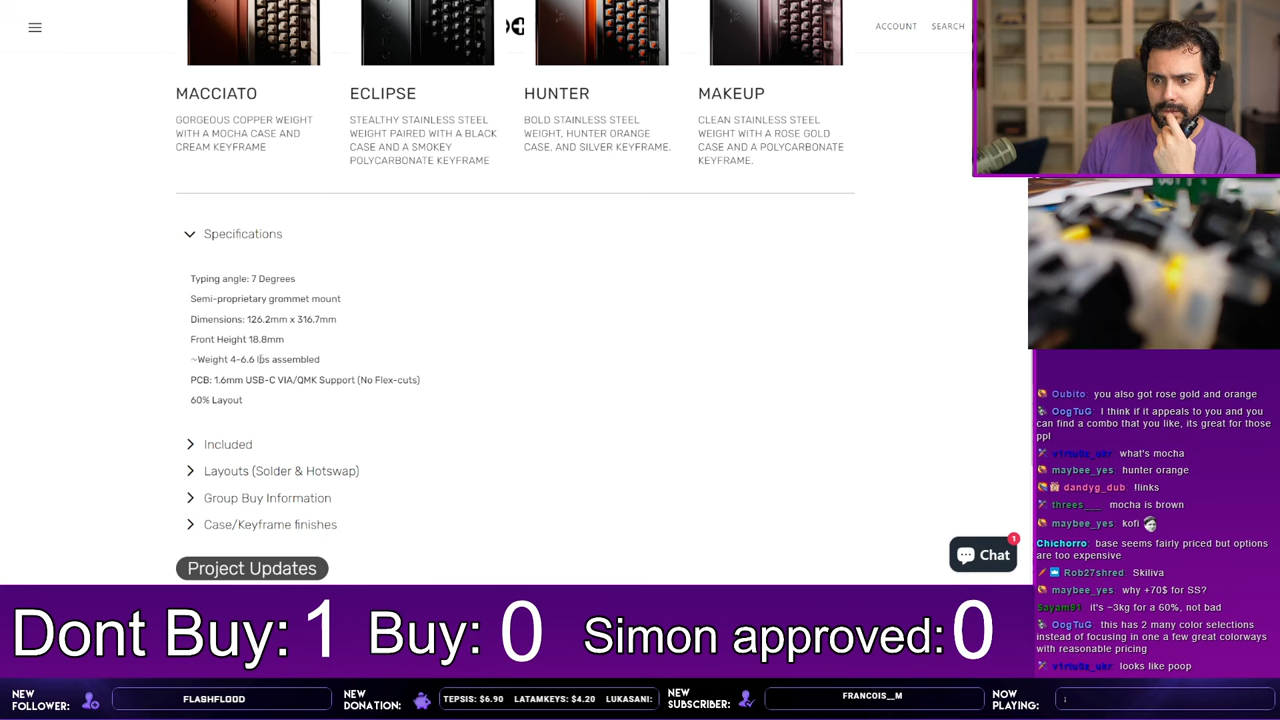 ACCOUNT SEARCH
MACCIATO
GORGEOUS COPPER WEIGHT
WITH A MOCHA CASE AND
CREAM KEYFRAME
ECLIPSE
STEALTHY STAINLESS STEEL
WEIGHT PAIRED WITH A BLACK
CASE AND A SMOKEY
POLYCARBONATE KEYFRAME
HUNTER
BOLD STAINLESS STEEL
WEIGHT, HUNTER ORANGE
CASE, AND SILVER KEYFRAME.
MAKEUP
CLEAN STAINLESS STEEL
WEIGHT WITH A ROSE GOLD
CASE AND A POLYCARBONATE
KEYFRAME.
Specifications
Typing angle: 7 Degrees
Semi-proprietary grommet mount
Dimensions: 126.2mm x 316.7mm
Front Height 18.8mm
~Weight 4-6.6 lbs assembled
PCB: 1.6mm USB-C VIA/QMK Support (No Flex-cuts)
60% Layout
Included
Layouts (Solder & Hotswap)
Group Buy Information
Case/Keyframe finishes
Project Updates
Chat
1
Oubito: you also got rose gold and orange
OogTuG: I think if it appeals to you and you
can find a combo that you like, its great for those
ppl
v1rtu0z_ukr: what's mocha
maybee_yes: hunter orange
dandyg_dub: !links
threes___ mocha is brown
maybee_yes: kofi
Chichorro: base seems fairly priced but options
are too expensive
Rob27shred: Skiliva
maybee_yes: why +70$ for SS?
Sayam91 it's ~3kg for a 60%, not bad
OogTuG: this has 2 many color selections
instead of focusing in one a few great colorways
with reasonable pricing
v1rtu0z_ukr: looks like poop
Dont Buy: 1 Buy: 0 Simon approved: 0
NEW
FOLLOWER:
FLASHFLOOD
NEW
DONATION:
TEPSIS: $6.90 LATAMKEYS: $4.20 LUKASANI:
NEW
SUBSCRIBER:
FRANCOIS__M
NOW
PLAYING:
;